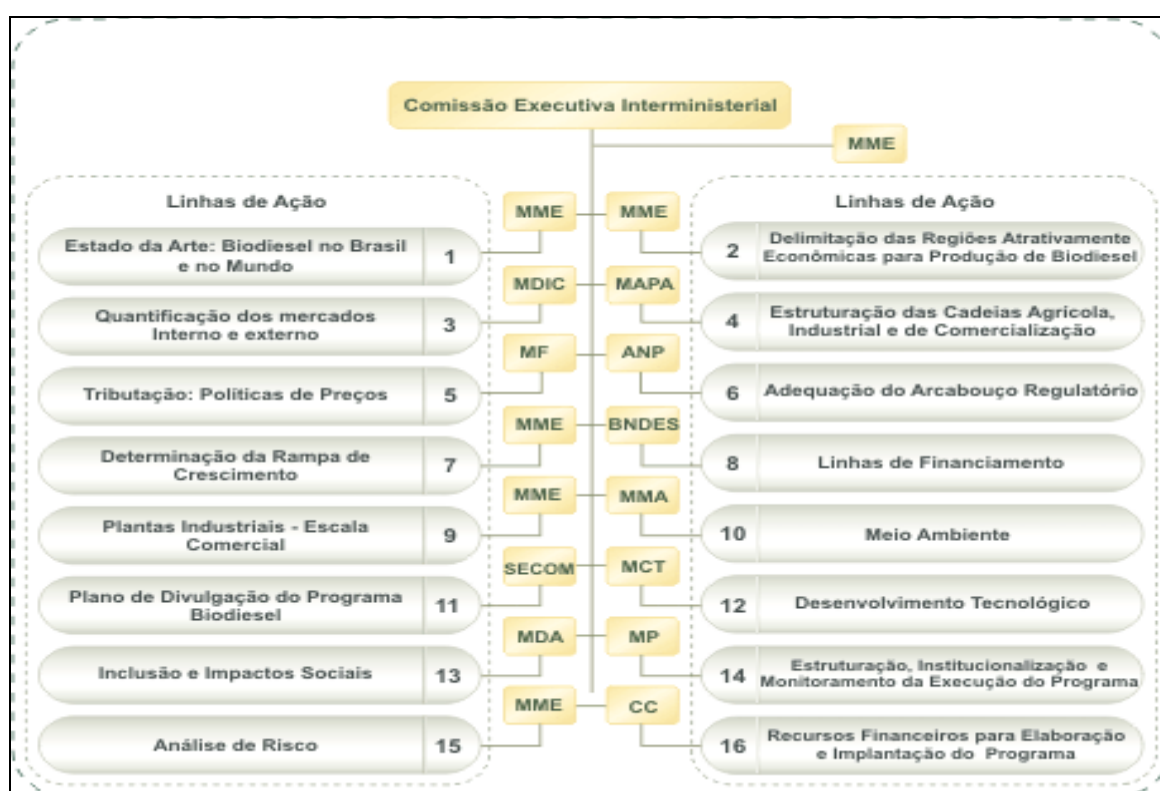 Comissão Executiva Interministerial
MME
Linhas de Ação
Linhas de Ação
MME
MME
Estado da Arte: Biodiesel no Brasil
e no Mundo
1
2
Delimitação das Regiões Atrativamente
Econômicas para Produção de Biodiesel
MDIC
MAPA
Quantificação dos mercados
Interno e externo
3
4
Estruturação das Cadeias Agrícola,
Industrial e de Comercialização
MF
ANP
Tributação: Políticas de Preços
5
6
Adequação do Arcabouço Regulatório
MME
BNDES
Determinação da Rampa de
Crescimento
7
8
Linhas de Financiamento
MME
MMA
Plantas Industriais - Escala
Comercial
9
10
Meio Ambiente
SECOM
MCT
Plano de Divulgação do Programa
Biodiesel
11
12
Desenvolvimento Tecnológico
MDA
MP
Inclusão e Impactos Sociais
13
14
Estruturação, Institucionalização e
Monitoramento da Execução do Programa
MME
CC
Análise de Risco
15
16
Recursos Financeiros para Elaboração
e Implantação do Programa